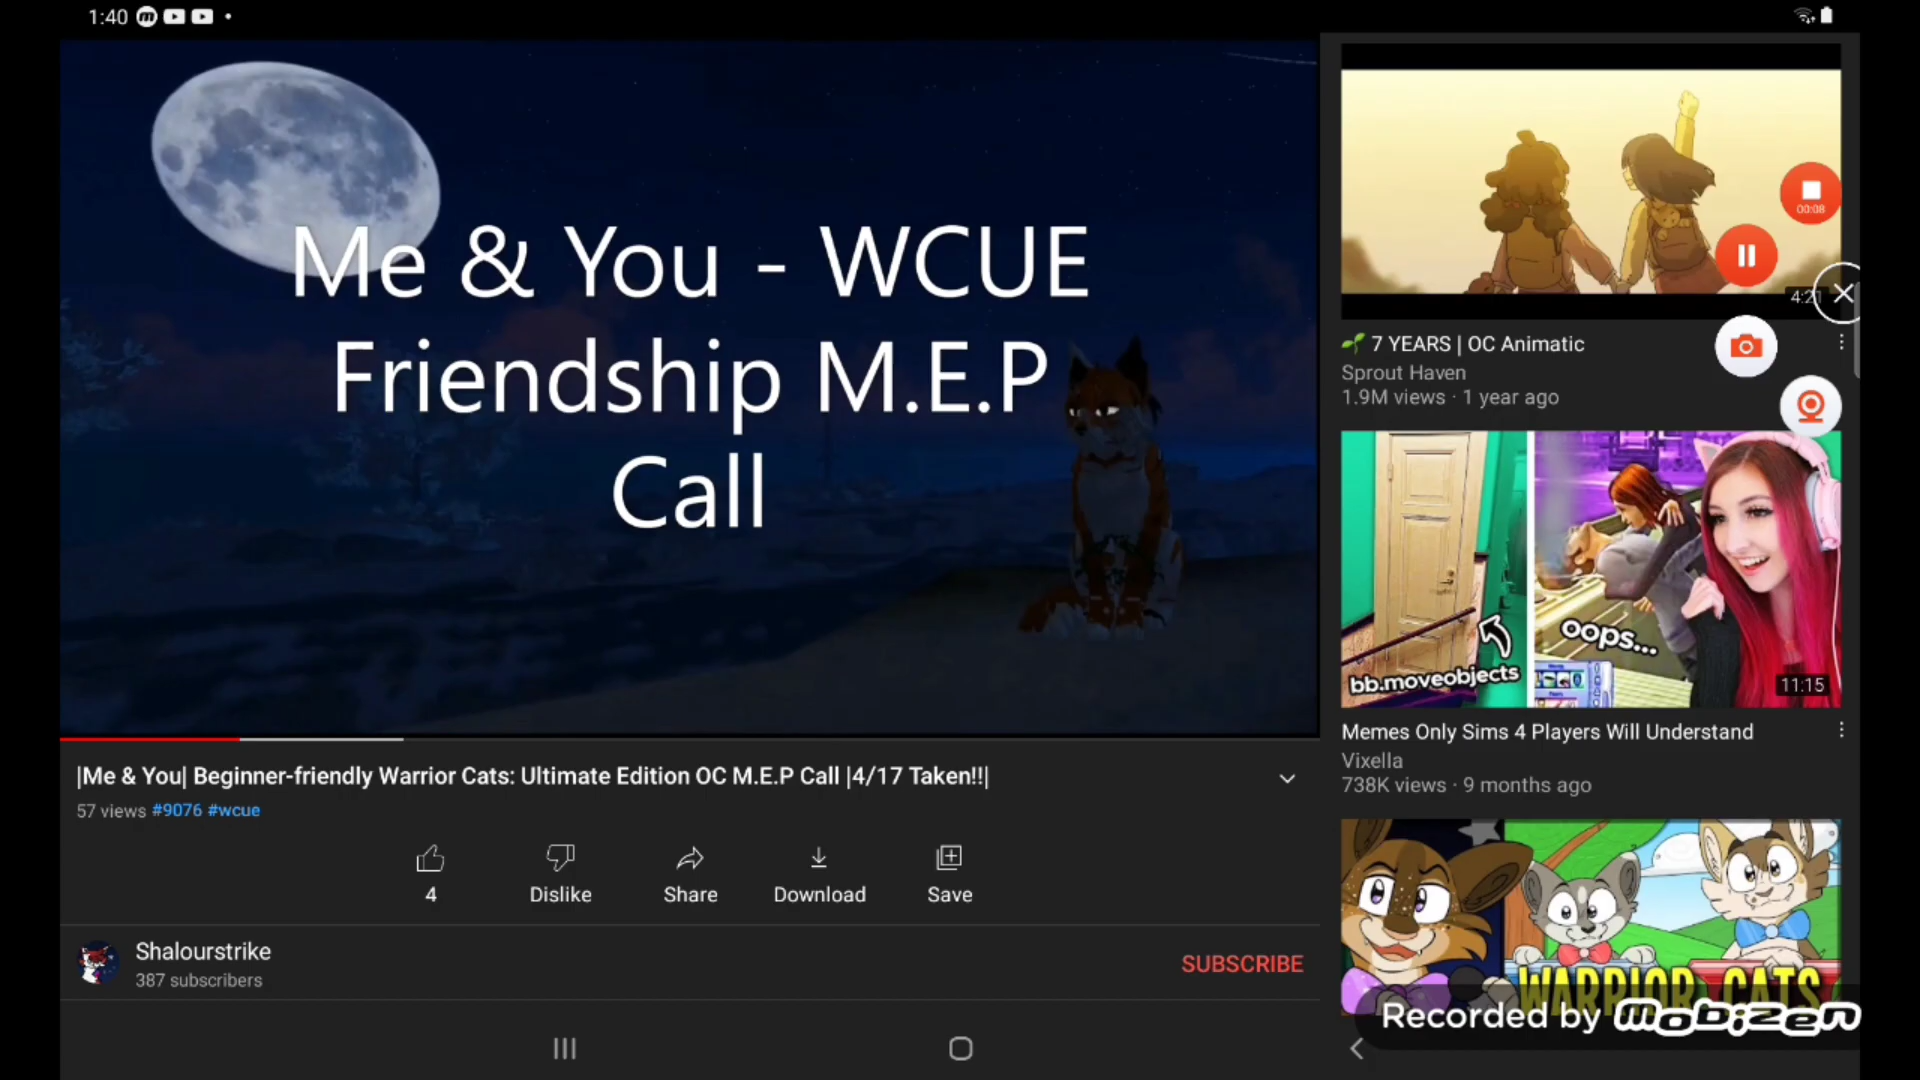 1:40
Me & You - WCUE
Friendship M.E.P
Call
|Me & You| Beginner-friendly Warrior Cats: Ultimate Edition OC M.E.P Call |4/17 Taken!!|
57 views #9076 #wcue
4
Dislike
Share
Download
Save
Shalourstrike
387 subscribers
SUBSCRIBE
00:08
4:21
🌱 7 YEARS | OC Animatic
Sprout Haven
1.9M views · 1 year ago
bb.moveobjects
oops...
11:15
Memes Only Sims 4 Players Will Understand
Vixella
738K views · 9 months ago
WARRIOR CATS
Recorded by mobizen